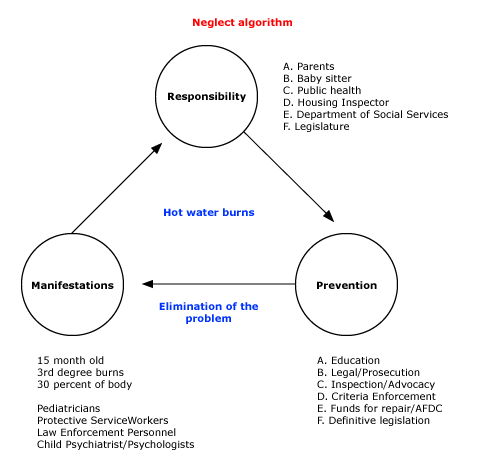 Neglect algorithm
Responsibility
A. Parents
B. Baby sitter
C. Public health
D. Housing Inspector
E. Department of Social Services
F. Legislature
Hot water burns
Manifestations
Prevention
Elimination of the
problem
15 month old
3rd degree burns
30 percent of body
Pediatricians
Protective ServiceWorkers
Law Enforcement Personnel
Child Psychiatrist/Psychologists
A. Education
B. Legal/Prosecution
C. Inspection/Advocacy
D. Criteria Enforcement
E. Funds for repair/AFDC
F. Definitive legislation